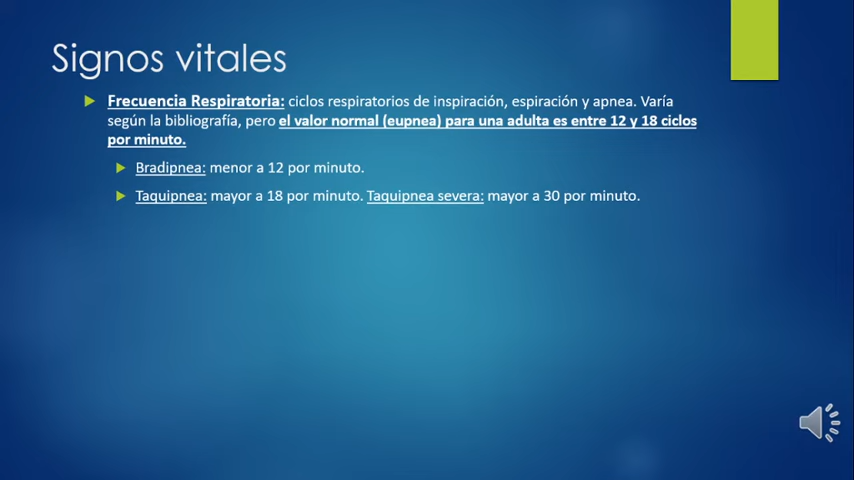 Signos vitales
Frecuencia Respiratoria: ciclos respiratorios de inspiración, espiración y apnea. Varía
según la bibliografía, pero el valor normal (eupnea) para una adulta es entre 12 y 18 ciclos
por minuto.
Bradipnea: menor a 12 por minuto.
Taquipnea: mayor a 18 por minuto. Taquipnea severa: mayor a 30 por minuto.